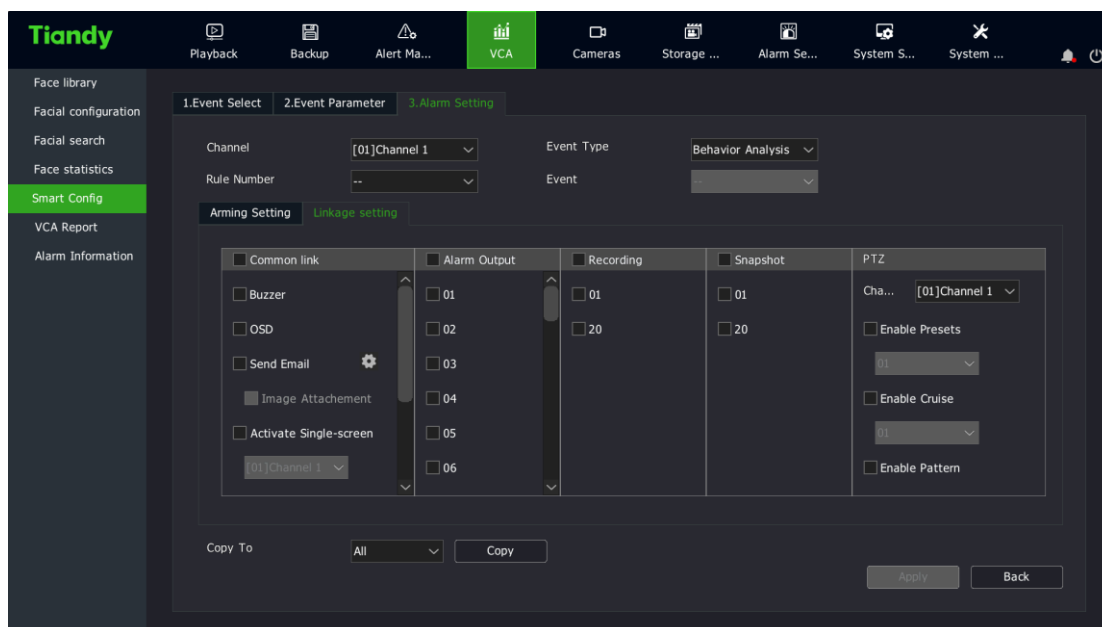 Tiandy
Playback Backup Alert Ma... VCA Cameras Storage ... Alarm Se... System S... System ...
Face library
Facial configuration
Facial search
Face statistics
Smart Config
VCA Report
Alarm Information
1.Event Select 2.Event Parameter 3.Alarm Setting
Channel [01]Channel 1 Event Type Behavior Analysis
Rule Number -- Event --
Arming Setting Linkage setting
Common link Alarm Output Recording Snapshot PTZ
Buzzer 01 01 01 Cha... [01]Channel 1
OSD 02 20 20 Enable Presets
Send Email 03 01
Image Attachement 04 Enable Cruise
Activate Single-screen 05 01
[01]Channel 1 06 Enable Pattern
Copy To All Copy
Apply Back